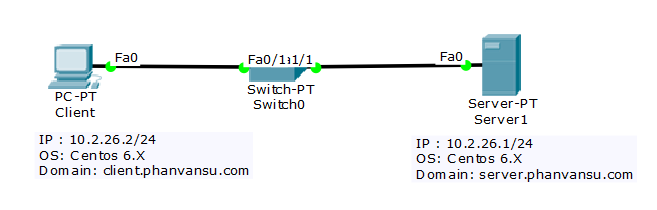 Fa0
Fa0/1
1/1
Fa0
PC-PT
Client
Switch-PT
Switch0
Server-PT
Server1
IP : 10.2.26.2/24
OS: Centos 6.X
Domain: client.phanvansu.com
IP : 10.2.26.1/24
OS: Centos 6.X
Domain: server.phanvansu.com